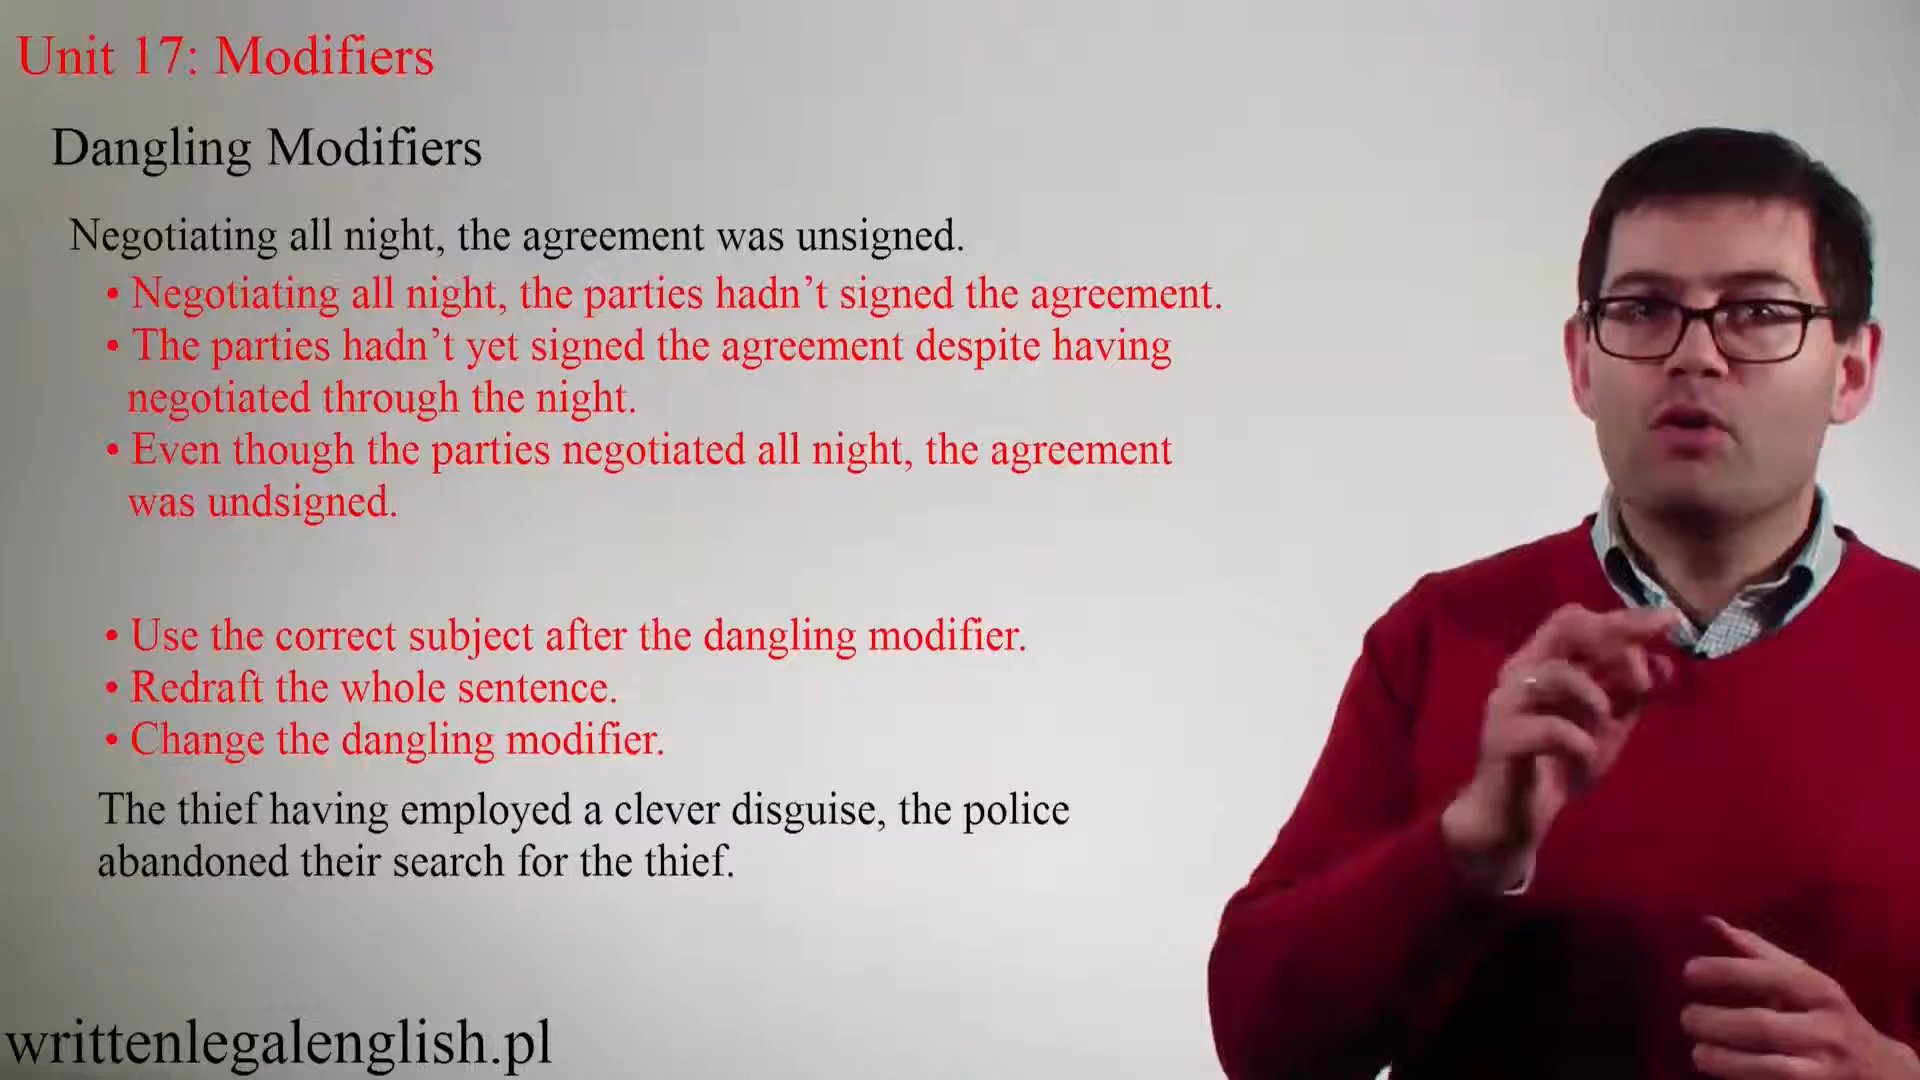 Unit 17: Modifiers
Dangling Modifiers
Negotiating all night, the agreement was unsigned.
• Negotiating all night, the parties hadn’t signed the agreement.
• The parties hadn’t yet signed the agreement despite having
negotiated through the night.
• Even though the parties negotiated all night, the agreement
was undsigned.
• Use the correct subject after the dangling modifier.
• Redraft the whole sentence.
• Change the dangling modifier.
The thief having employed a clever disguise, the police
abandoned their search for the thief.
writtenlegalenglish.pl